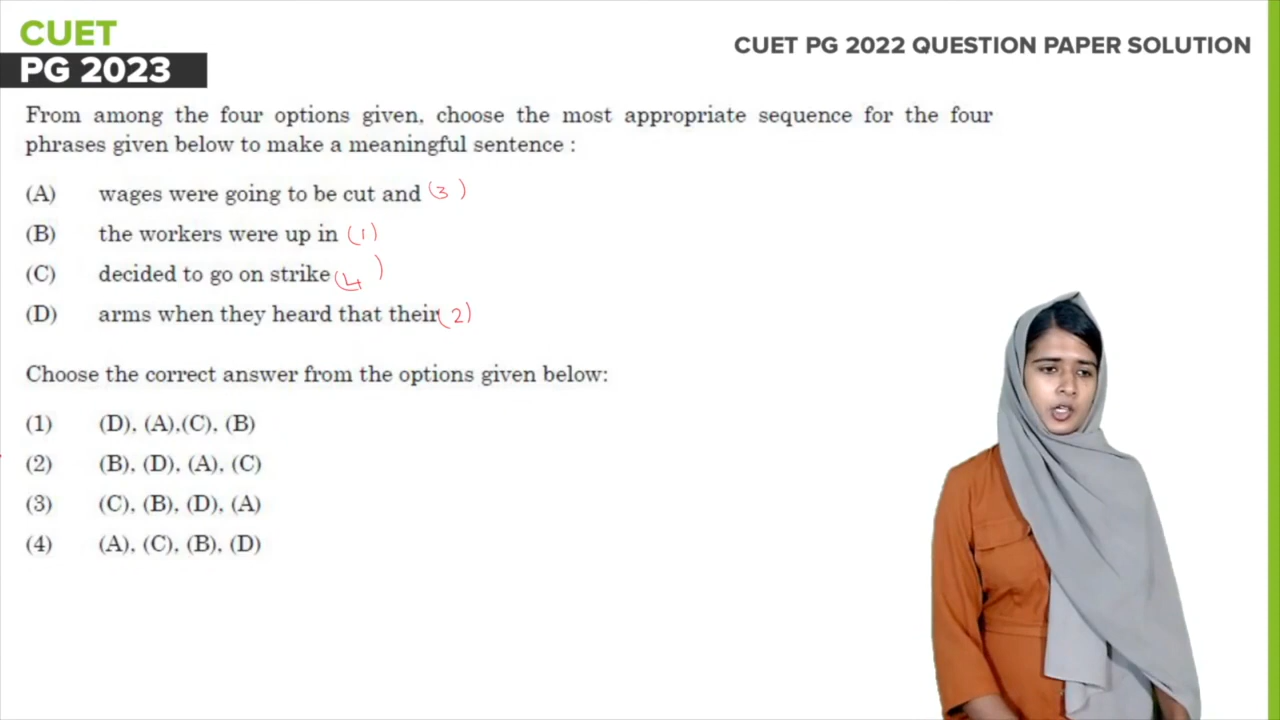 CUET
PG 2023
CUET PG 2022 QUESTION PAPER SOLUTION
From among the four options given, choose the most appropriate sequence for the four
phrases given below to make a meaningful sentence :
(A) wages were going to be cut and (3)
(B) the workers were up in (1)
(C) decided to go on strike (4)
(D) arms when they heard that their (2)
Choose the correct answer from the options given below:
(1) (D), (A),(C), (B)
(2) (B), (D), (A), (C)
(3) (C), (B), (D), (A)
(4) (A), (C), (B), (D)